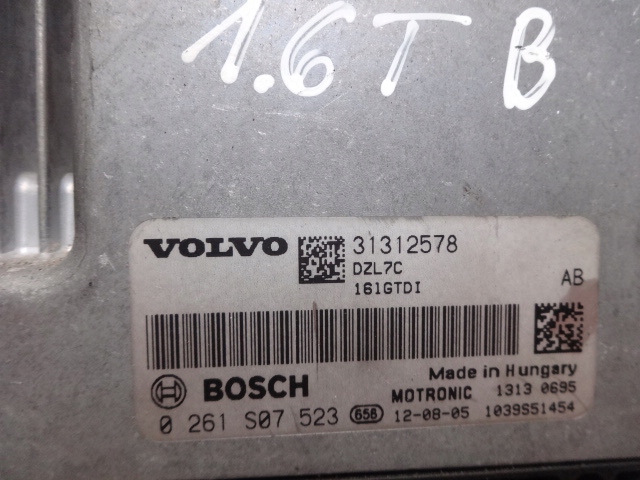 1.6T B
VOLVO 31312578
DZL7C
161GTDI AB
Made in Hungary
BOSCH MOTRONIC 1313 0695
0 261 S07 523 656 12-08-05 1039S51454